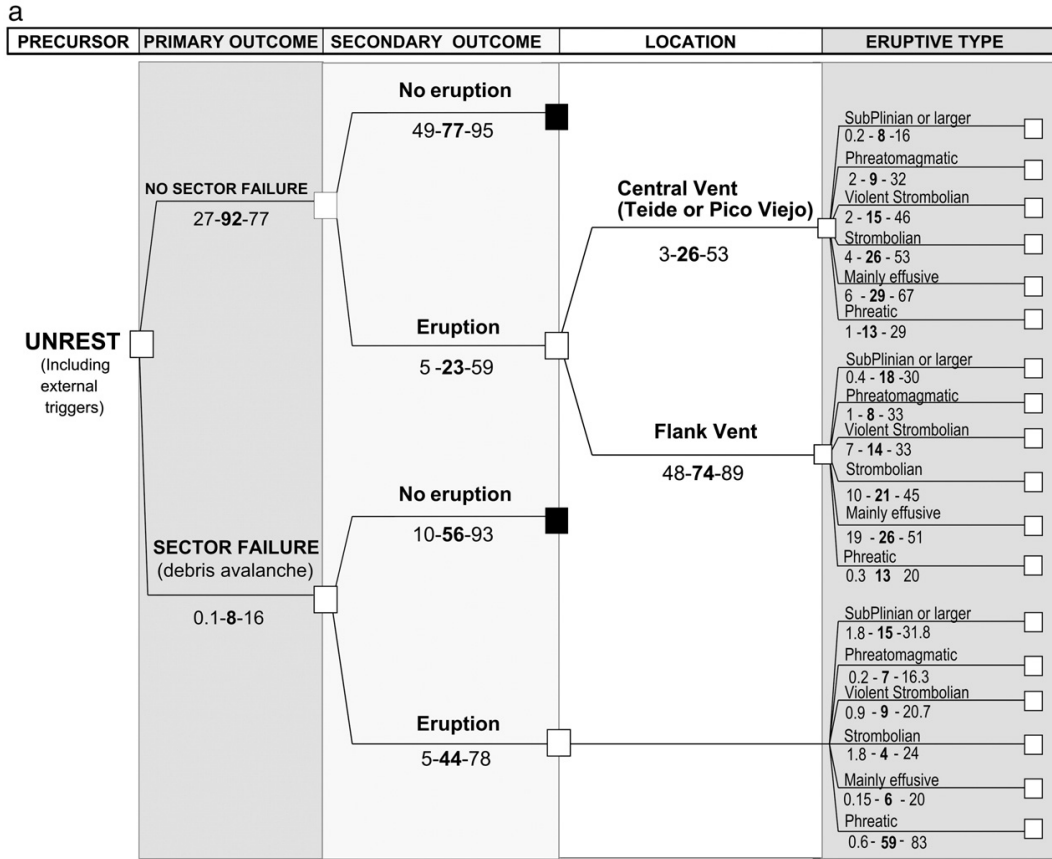 a
PRECURSOR PRIMARY OUTCOME SECONDARY OUTCOME LOCATION ERUPTIVE TYPE
UNREST
(Including
external
triggers)
NO SECTOR FAILURE
27-92-77
SECTOR FAILURE
(debris avalanche)
0.1-8-16
No eruption
49-77-95
Eruption
5 -23-59
No eruption
10-56-93
Eruption
5-44-78
Central Vent
(Teide or Pico Viejo)
3-26-53
Flank Vent
48-74-89
SubPlinian or larger
0.2 - 8 -16
Phreatomagmatic
2 - 9 - 32
Violent Strombolian
2 - 15 - 46
Strombolian
4 - 26 - 53
Mainly effusive
6 - 29 - 67
Phreatic
1 -13 - 29
SubPlinian or larger
0.4 - 18 -30
Phreatomagmatic
1 - 8 - 33
Violent Strombolian
7 - 14 - 33
Strombolian
10 - 21 - 45
Mainly effusive
19 - 26 - 51
Phreatic
0.3 13 20
SubPlinian or larger
1.8 - 15 -31.8
Phreatomagmatic
0.2 - 7 - 16.3
Violent Strombolian
0.9 - 9 - 20.7
Strombolian
1.8 - 4 - 24
Mainly effusive
0.15 - 6 - 20
Phreatic
0.6- 59 - 83